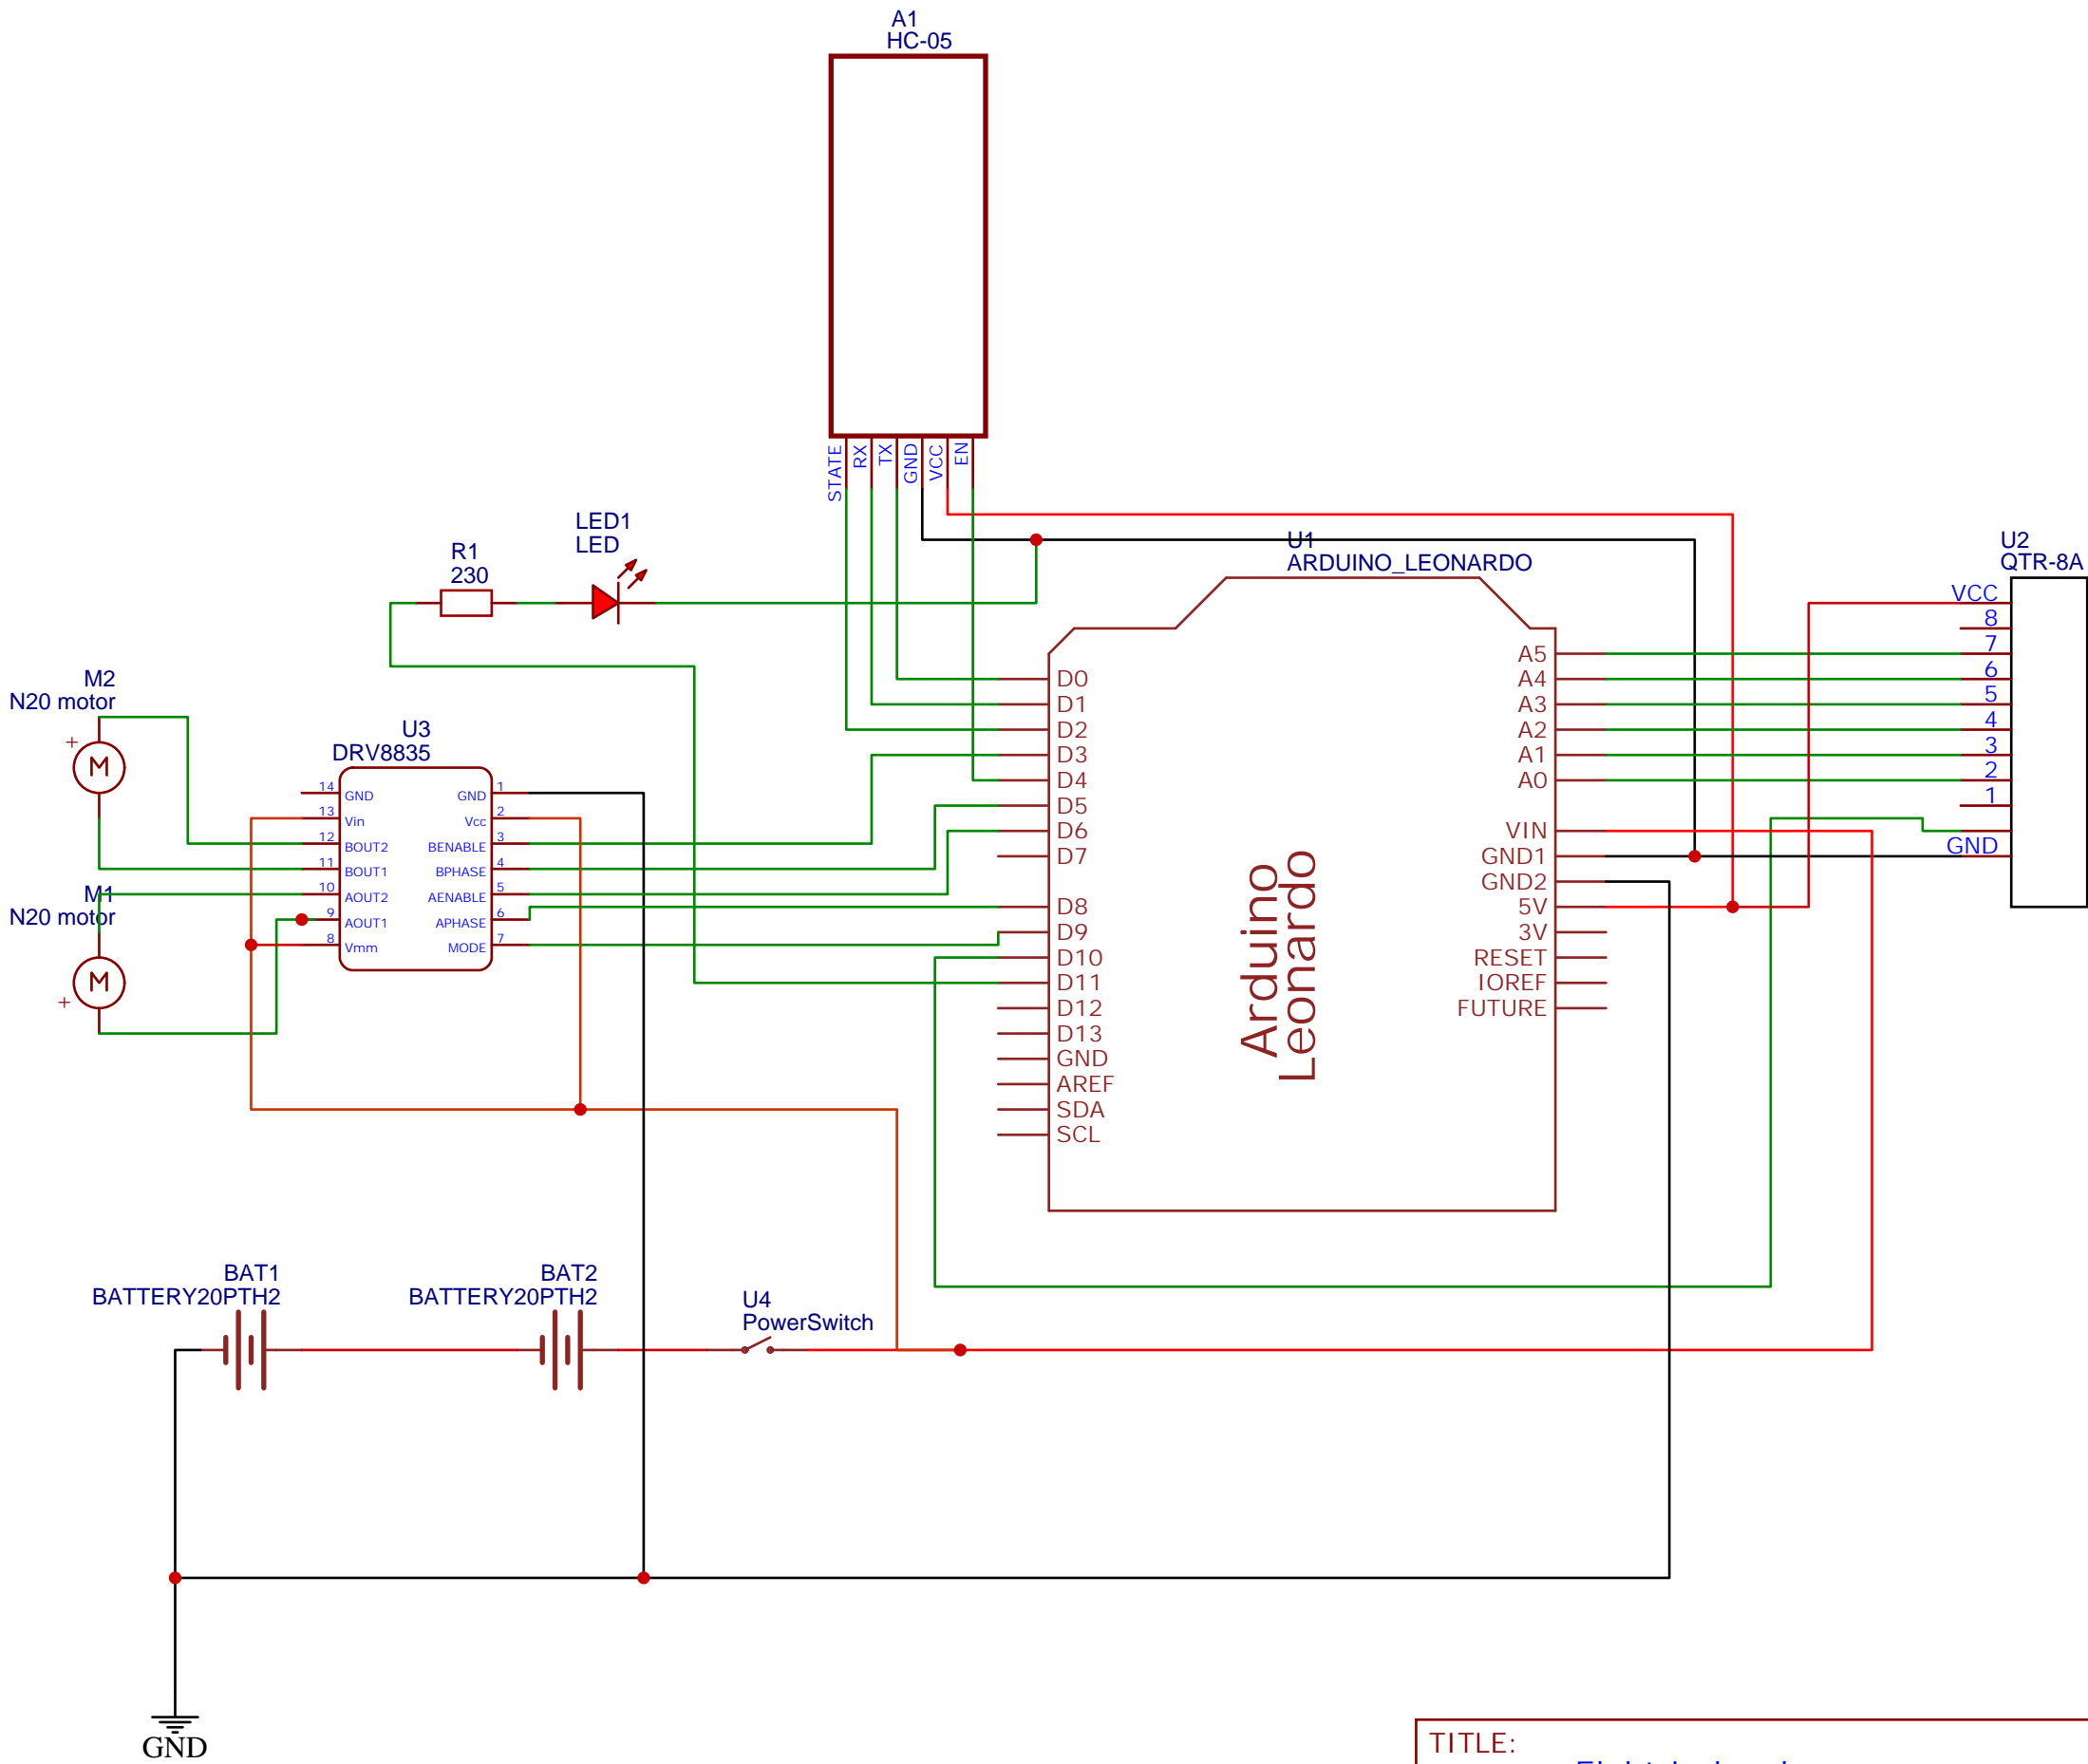 A1
HC-05
STATE
RX
TX
GND
VCC
EN
LED1
LED
R1
230
U1
ARDUINO_LEONARDO
U2
QTR-8A
VCC
8
7
6
5
4
3
2
1
GND
M2
N20 motor
+
M
M1
N20 motor
M
+
U3
DRV8835
14
GND
13
Vin
12
BOUT2
11
BOUT1
10
AOUT2
9
AOUT1
8
Vmm
GND
1
Vcc
2
BENABLE
3
BPHASE
4
AENABLE
5
APHASE
6
MODE
7
D0
D1
D2
D3
D4
D5
D6
D7
D8
D9
D10
D11
D12
D13
GND
AREF
SDA
SCL
Arduino
Leonardo
A5
A4
A3
A2
A1
A0
VIN
GND1
GND2
5V
3V
RESET
IOREF
FUTURE
BAT1
BATTERY20PTH2
BAT2
BATTERY20PTH2
U4
PowerSwitch
GND
TITLE: